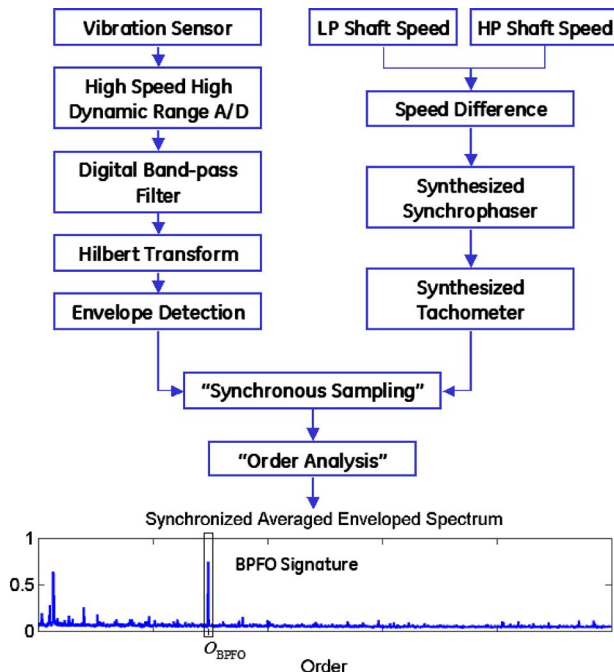 Vibration Sensor
High Speed High
Dynamic Range A/D
Digital Band-pass
Filter
Hilbert Transform
Envelope Detection
LP Shaft Speed
HP Shaft Speed
Speed Difference
Synthesized
Synchrophaser
Synthesized
Tachometer
"Synchronous Sampling"
"Order Analysis"
Synchronized Averaged Enveloped Spectrum
1
0.5
0
BPFO Signature
O_BPFO
Order